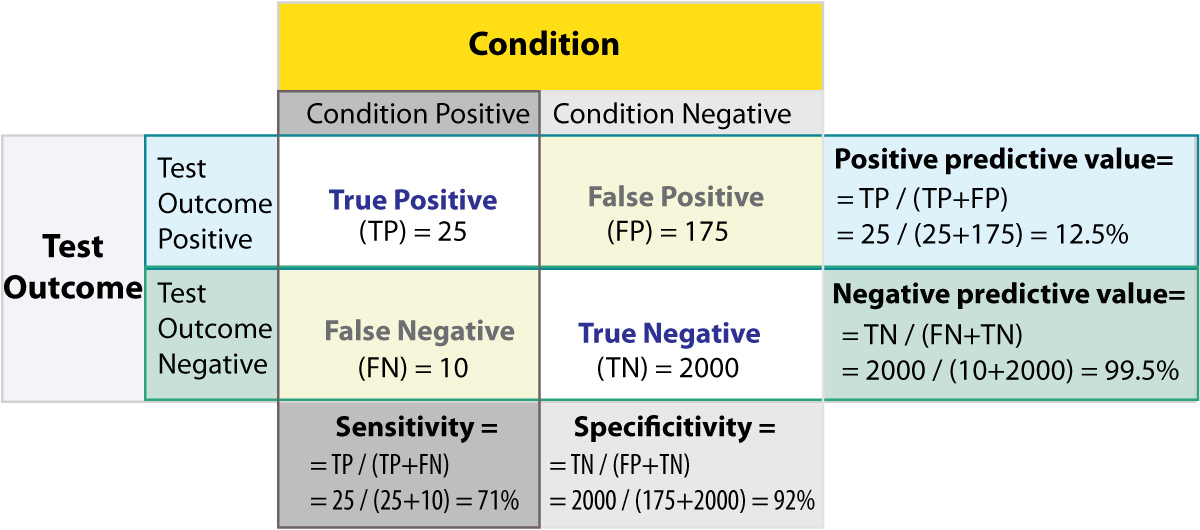 Condition
Condition Positive
Condition Negative
Test
Outcome
Test
Outcome
Positive
True Positive
(TP) = 25
False Positive
(FP) = 175
Positive predictive value=
= TP / (TP+FP)
= 25 / (25+175) = 12.5%
Test
Outcome
Negative
False Negative
(FN) = 10
True Negative
(TN) = 2000
Negative predictive value=
= TN / (FN+TN)
= 2000 / (10+2000) = 99.5%
Sensitivity =
= TP / (TP+FN)
= 25 / (25+10) = 71%
Specificitivity =
= TN / (FP+TN)
= 2000 / (175+2000) = 92%